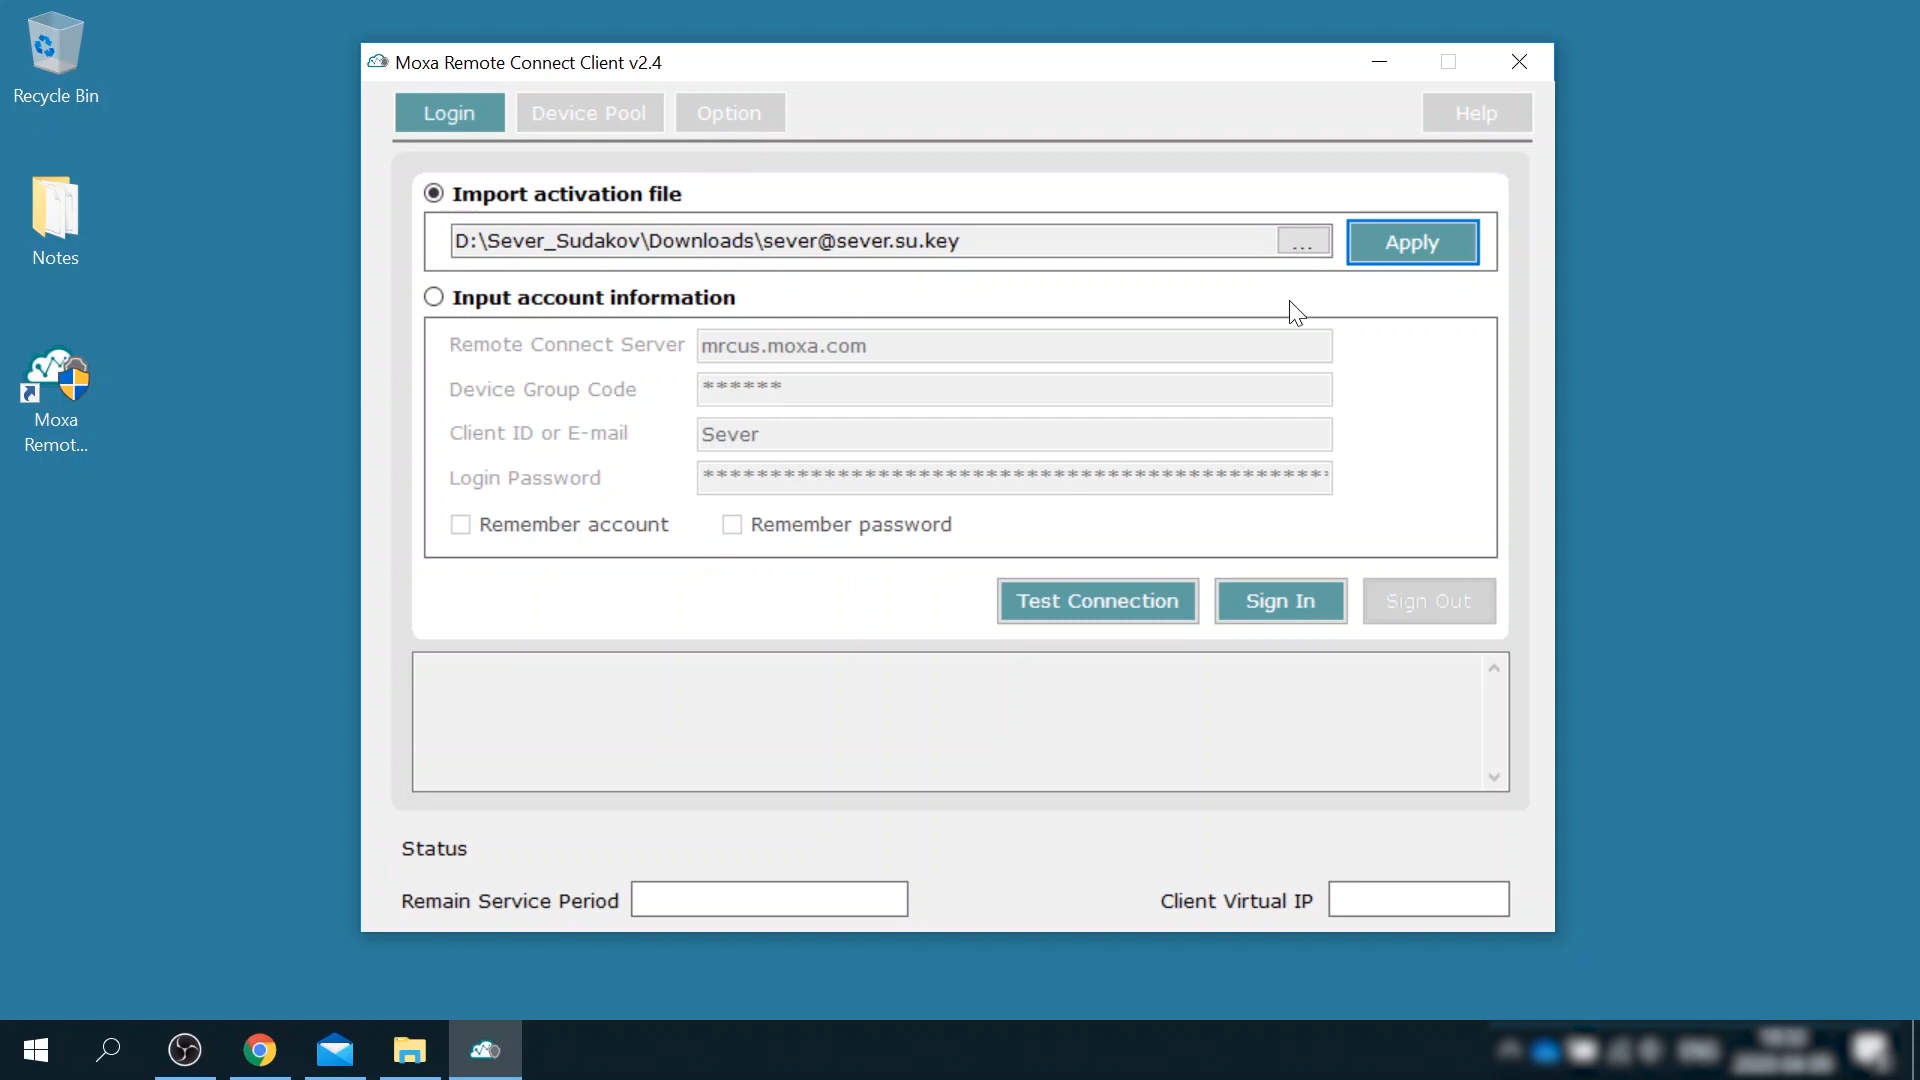 Recycle Bin
Notes
Moxa
Remot...
Moxa Remote Connect Client v2.4
Login
Device Pool
Option
Help
Import activation file
D:\Sever_Sudakov\Downloads\sever@sever.su.key
...
Apply
Input account information
Remote Connect Server
mrcus.moxa.com
Device Group Code
******
Client ID or E-mail
Sever
Login Password
Remember account
Remember password
Test Connection
Sign In
Sign Out
Status
Remain Service Period
Client Virtual IP